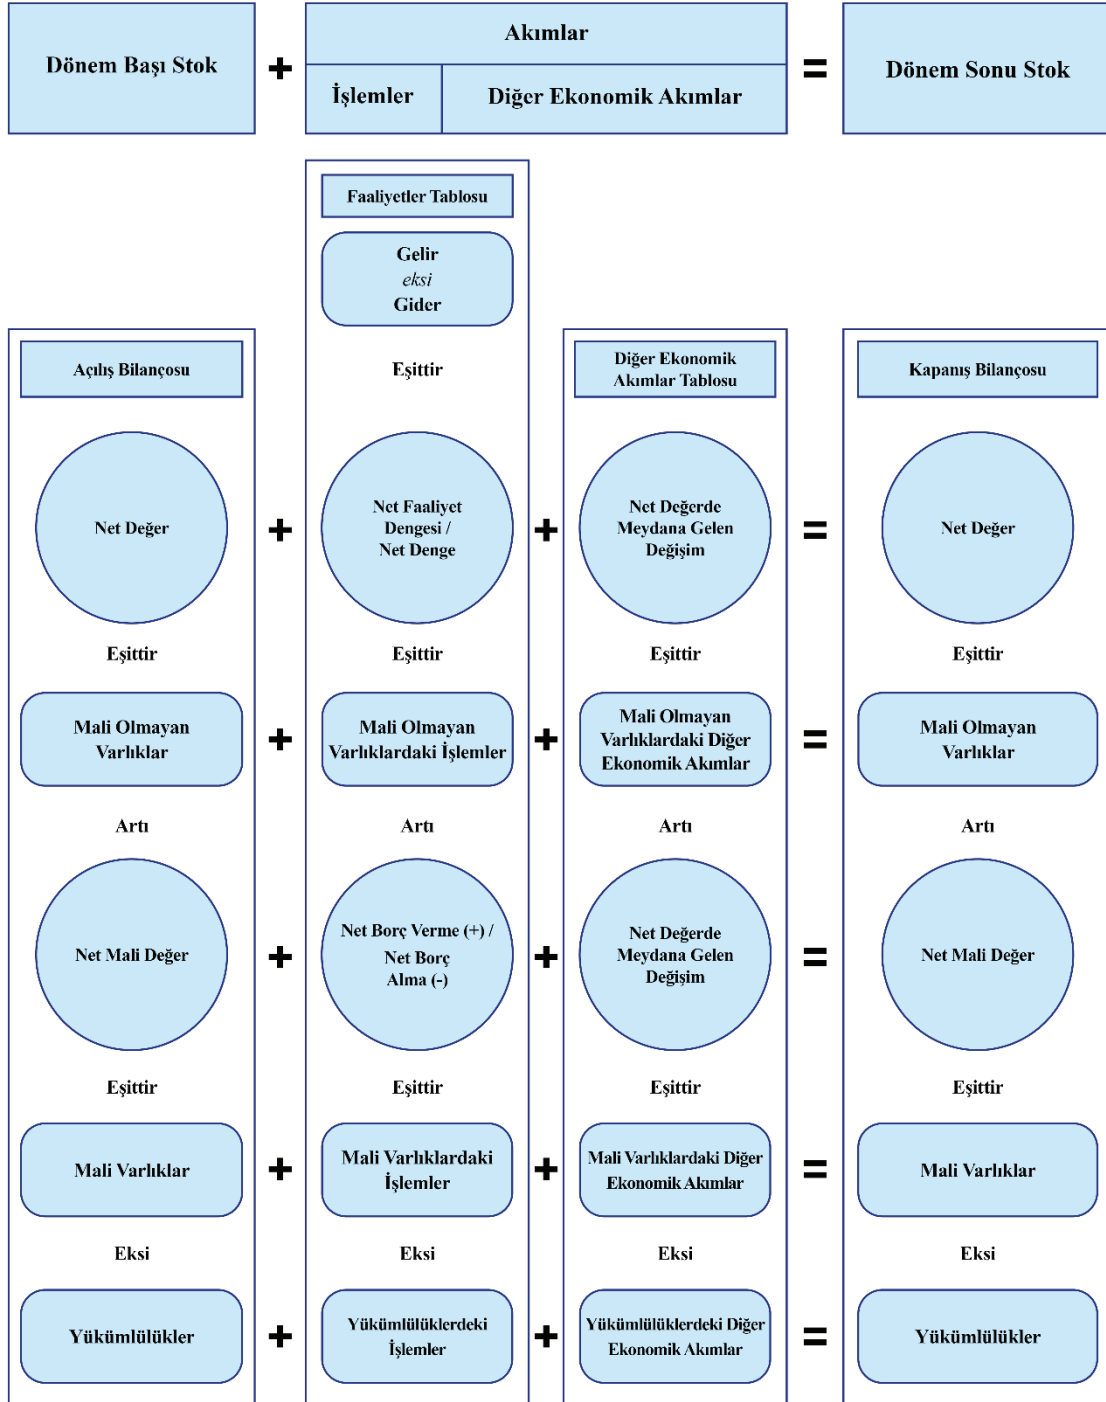 Dönem Başı Stok
+
Akımlar
İşlemler
Diğer Ekonomik Akımlar
=
Dönem Sonu Stok
Faaliyetler Tablosu
Gelir
eksi
Gider
Eşittir
Açılış Bilançosu
Diğer Ekonomik
Akımlar Tablosu
Kapanış Bilançosu
Net Değer
+
Net Faaliyet
Dengesi /
Net Denge
+
Net Değerde
Meydana Gelen
Değişim
=
Net Değer
Eşittir
Eşittir
Eşittir
Eşittir
Mali Olmayan
Varlıklar
+
Mali Olmayan
Varlıklardaki İşlemler
+
Mali Olmayan
Varlıklardaki Diğer
Ekonomik Akımlar
=
Mali Olmayan
Varlıklar
Artı
Artı
Artı
Artı
Net Mali Değer
+
Net Borç Verme (+) /
Net Borç
Alma (-)
+
Net Değerde
Meydana Gelen
Değişim
=
Net Mali Değer
Eşittir
Eşittir
Eşittir
Eşittir
Mali Varlıklar
+
Mali Varlıklardaki
İşlemler
+
Mali Varlıklardaki Diğer
Ekonomik Akımlar
=
Mali Varlıklar
Eksi
Eksi
Eksi
Eksi
Yükümlülükler
+
Yükümlülüklerdeki
İşlemler
+
Yükümlülüklerdeki Diğer
Ekonomik Akımlar
=
Yükümlülükler